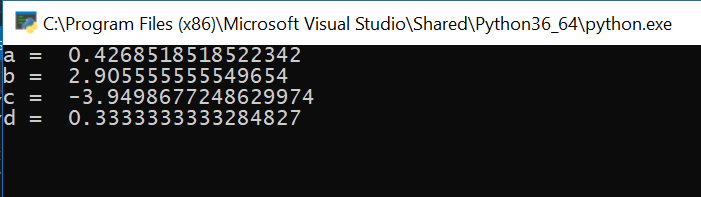 C:\Program Files (x86)\Microsoft Visual Studio\Shared\Python36_64\python.exe
a =  0.4268518518522342
b =  2.905555555549654
c =  -3.9498677248629974
d =  0.3333333333284827